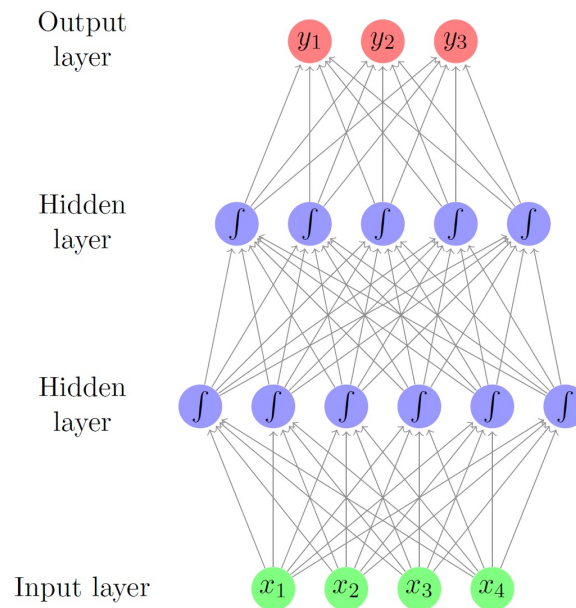 Output
layer
y₁ y₂ y₃
Hidden
layer
∫ ∫ ∫ ∫ ∫
Hidden
layer
∫ ∫ ∫ ∫ ∫ ∫
Input layer
x₁ x₂ x₃ x₄